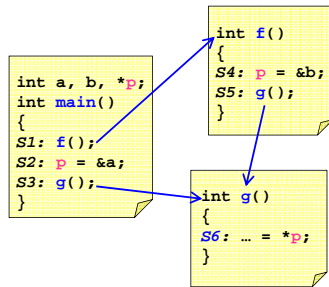 int a, b, *p;
int main()
{
S1: f();
S2: p = &a;
S3: g();
}
int f()
{
S4: p = &b;
S5: g();
}
int g()
{
S6: … = *p;
}